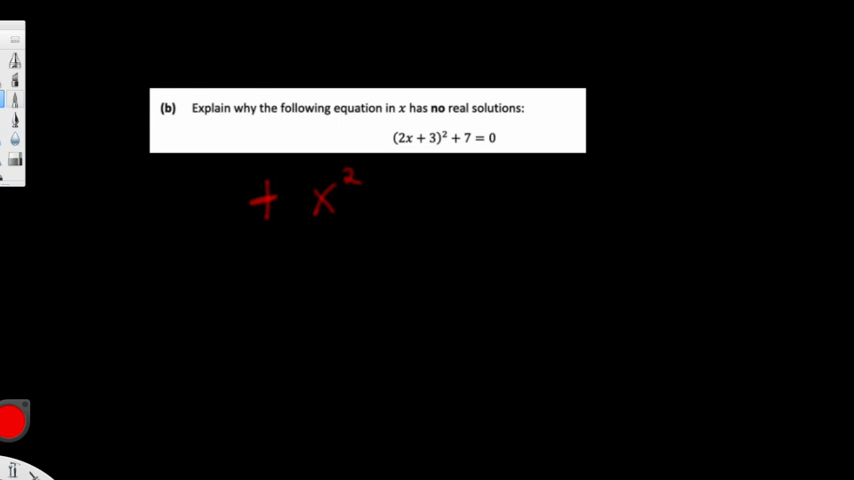 (b) Explain why the following equation in x has no real solutions:
(2x + 3)² + 7 = 0
+ x²